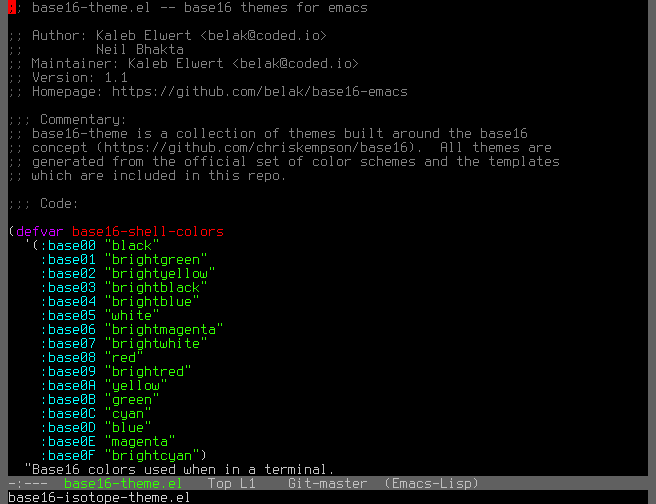 ;; base16-theme.el -- base16 themes for emacs
;; Author: Kaleb Elwert <belak@coded.io>
;;         Neil Bhakta
;; Maintainer: Kaleb Elwert <belak@coded.io>
;; Version: 1.1
;; Homepage: https://github.com/belak/base16-emacs
;;; Commentary:
;; base16-theme is a collection of themes built around the base16
;; concept (https://github.com/chriskempson/base16).  All themes are
;; generated from the official set of color schemes and the templates
;; which are included in this repo.
;;; Code:
(defvar base16-shell-colors
  '(:base00 "black"
    :base01 "brightgreen"
    :base02 "brightyellow"
    :base03 "brightblack"
    :base04 "brightblue"
    :base05 "white"
    :base06 "brightmagenta"
    :base07 "brightwhite"
    :base08 "red"
    :base09 "brightred"
    :base0A "yellow"
    :base0B "green"
    :base0C "cyan"
    :base0D "blue"
    :base0E "magenta"
    :base0F "brightcyan")
  "Base16 colors used when in a terminal.
-:---  base16-theme.el   Top L1    Git-master  (Emacs-Lisp)
base16-isotope-theme.el